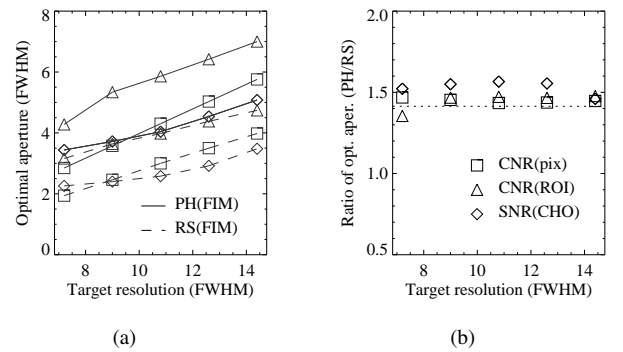 8
6
4
2
0
Optimal aperture (FWHM)
PH(FIM)
RS(FIM)
8 10 12 14
Target resolution (FWHM)
(a)
2.0
1.5
1.0
0.5
Ratio of opt. aper. (PH/RS)
CNR(pix)
CNR(ROI)
SNR(CHO)
8 10 12 14
Target resolution (FWHM)
(b)